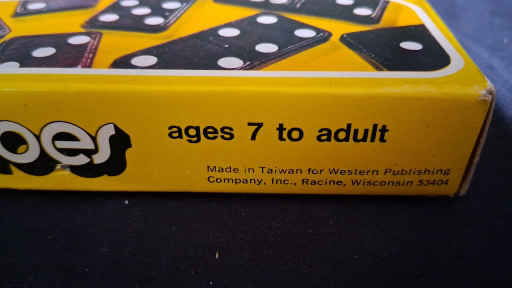 oes
ages 7 to adult
Made in Taiwan for Western Publishing
Company, Inc., Racine, Wisconsin 53404